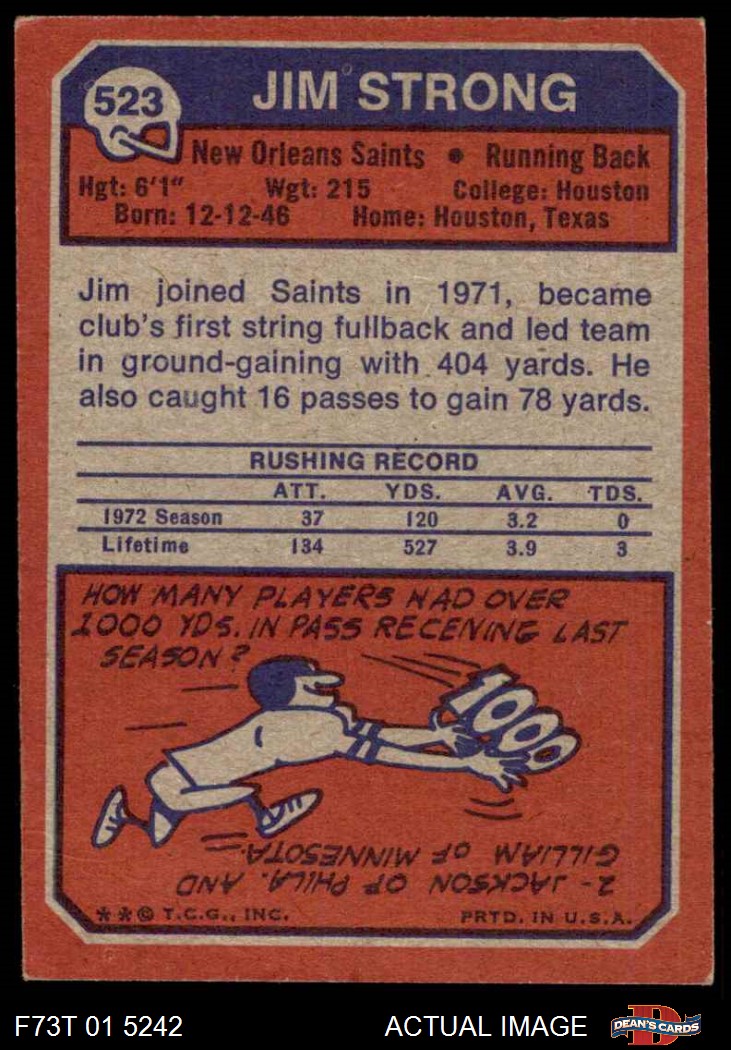 523
JIM STRONG
New Orleans Saints • Running Back
Hgt: 6'1" Wgt: 215 College: Houston
Born: 12-12-46 Home: Houston, Texas
Jim joined Saints in 1971, became
club's first string fullback and led team
in ground-gaining with 404 yards. He
also caught 16 passes to gain 78 yards.
RUSHING RECORD
ATT. YDS. AVG. TDS.
1972 Season 37 120 3.2 0
Lifetime 134 527 3.9 3
HOW MANY PLAYERS HAD OVER
1000 YDS. IN PASS RECEIVING LAST
SEASON?
1000
2 - JACKSON OF PHILA. AND
GILLIAM OF MINNESOTA.
**© T.C.G., INC. PRTD. IN U.S.A.
F73T 01 5242 ACTUAL IMAGE D DEAN'S CARDS